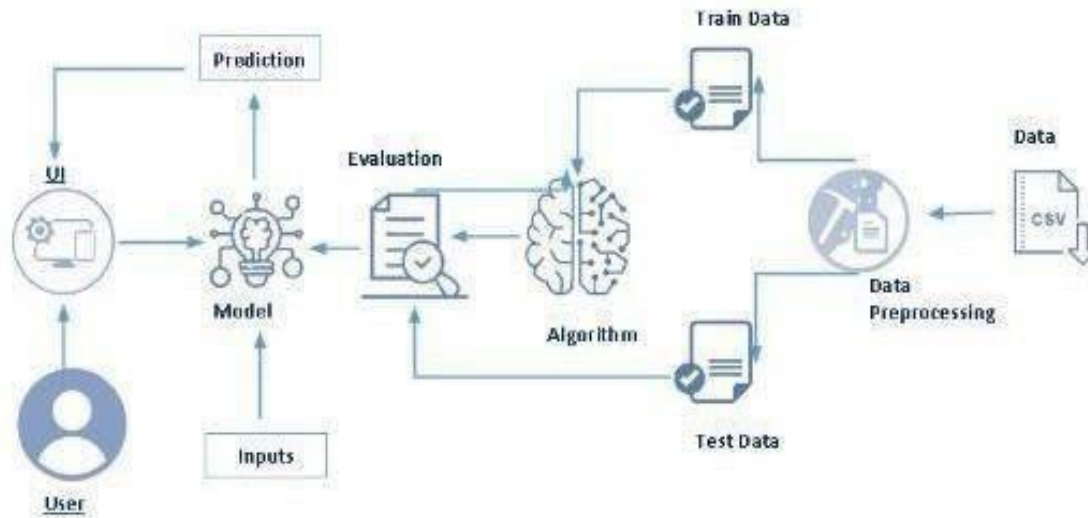 Train Data
Prediction
Data
Evaluation
UI
CSV
Model
Data
Preprocessing
Algorithm
Inputs
Test Data
User